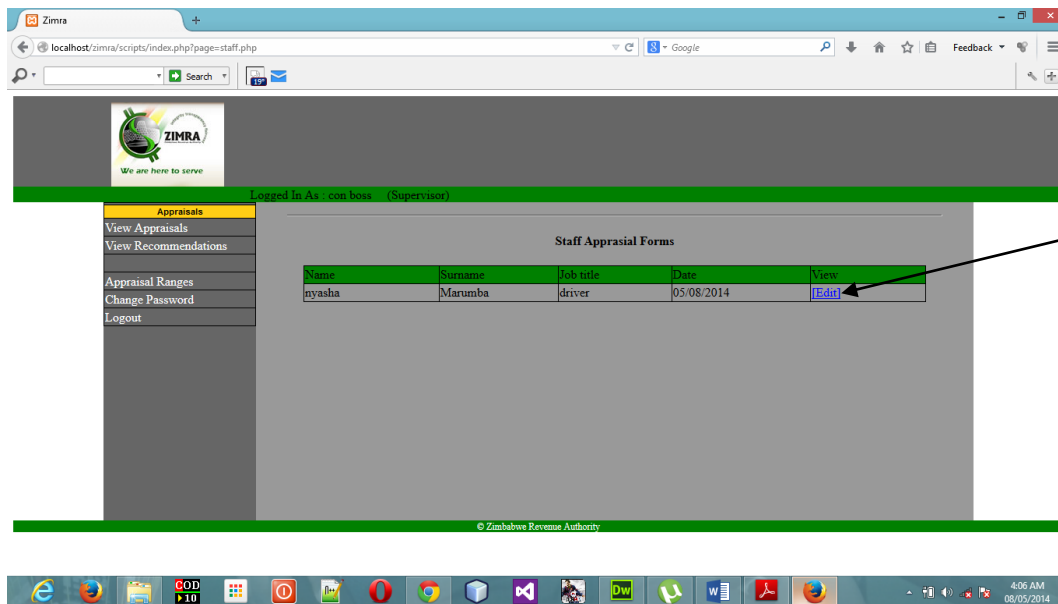 Zimra
localhost/zimra/scripts/index.php?page=staff.php
Google
Feedback
Search
19°
ZIMRA
We are here to serve
Logged In As : con boss (Supervisor)
Appraisals
View Appraisals
View Recommendations
Appraisal Ranges
Change Password
Logout
Staff Apprasial Forms
Name Surname Job title Date View
nyasha Marumba driver 05/08/2014 [Edit]
© Zimbabwe Revenue Authority
COD
10
Dw
4:06 AM
08/05/2014